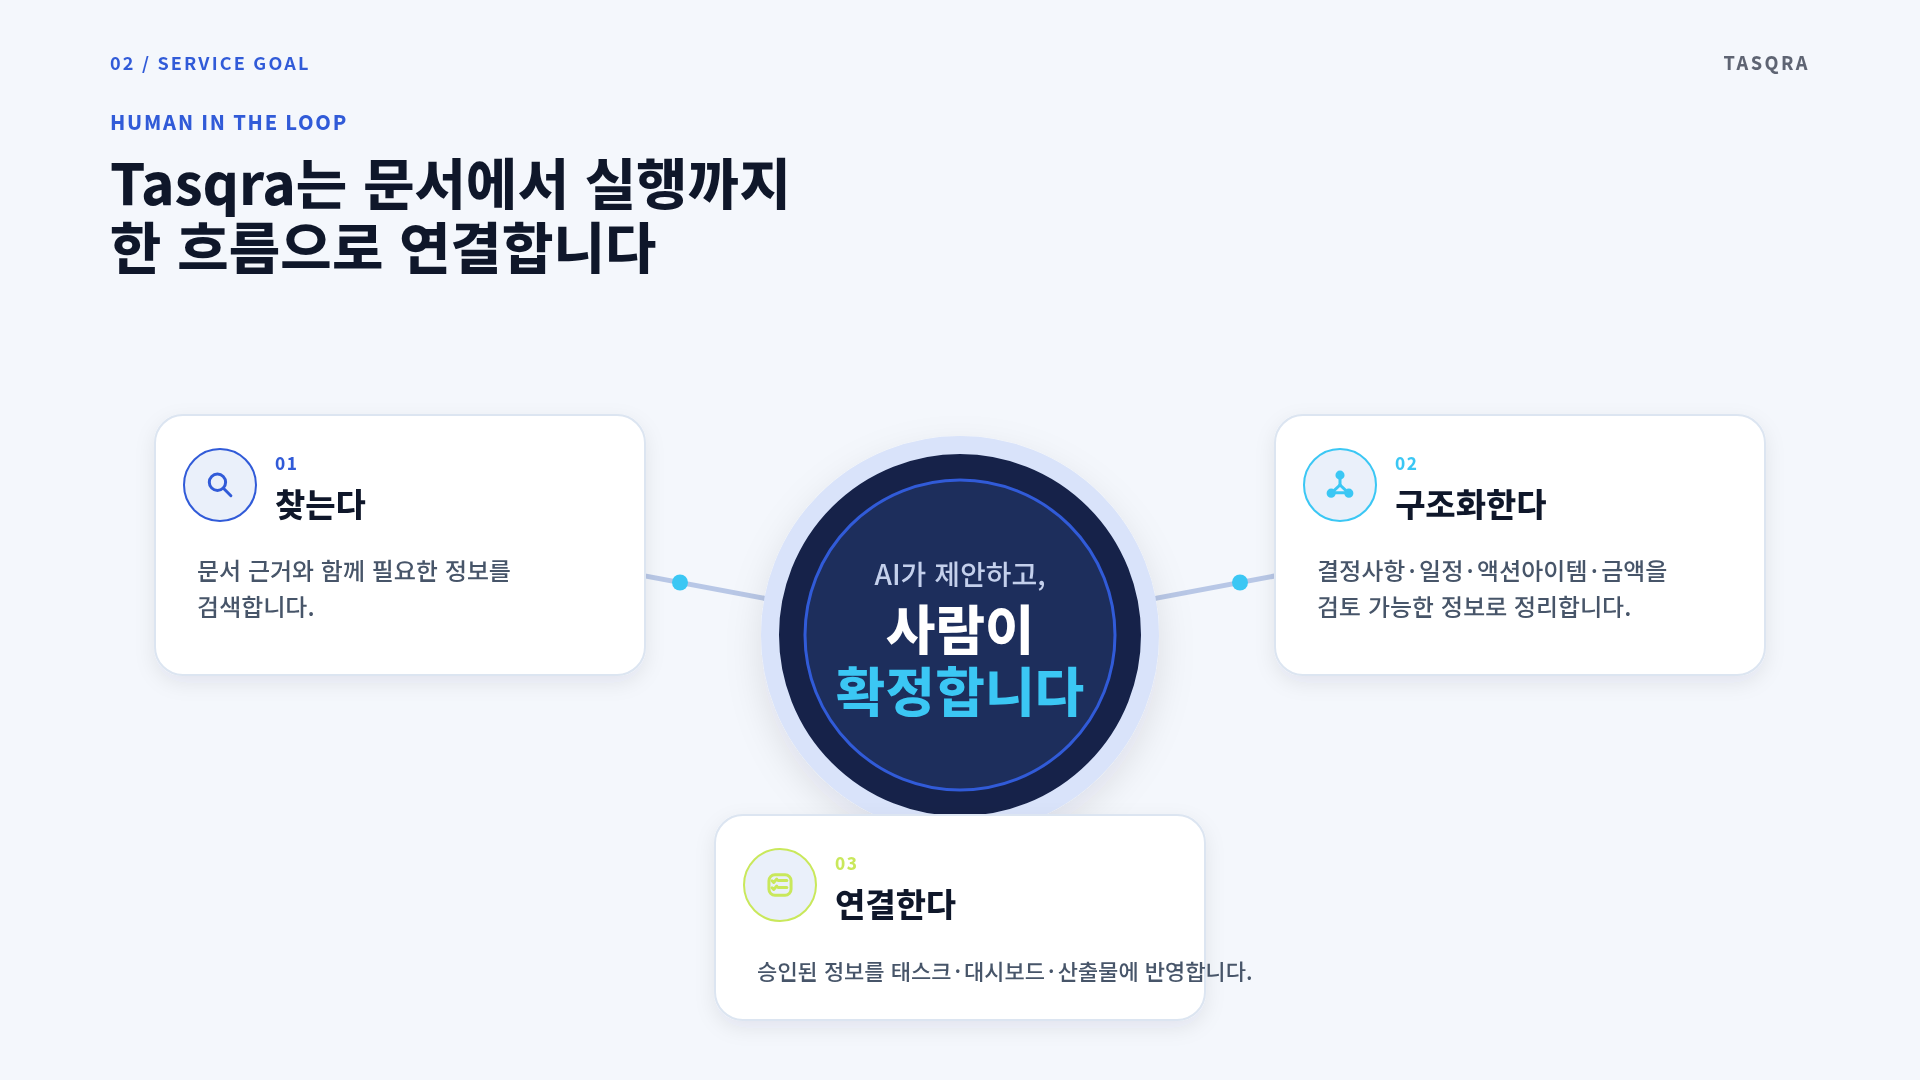 02 / SERVICE GOAL
TASQRA
HUMAN IN THE LOOP
Tasqra는 문서에서 실행까지
한 흐름으로 연결합니다
01
찾는다
문서 근거와 함께 필요한 정보를
검색합니다.
AI가 제안하고,
사람이
확정합니다
02
구조화한다
결정사항·일정·액션아이템·금액을
검토 가능한 정보로 정리합니다.
03
연결한다
승인된 정보를 태스크·대시보드·산출물에 반영합니다.